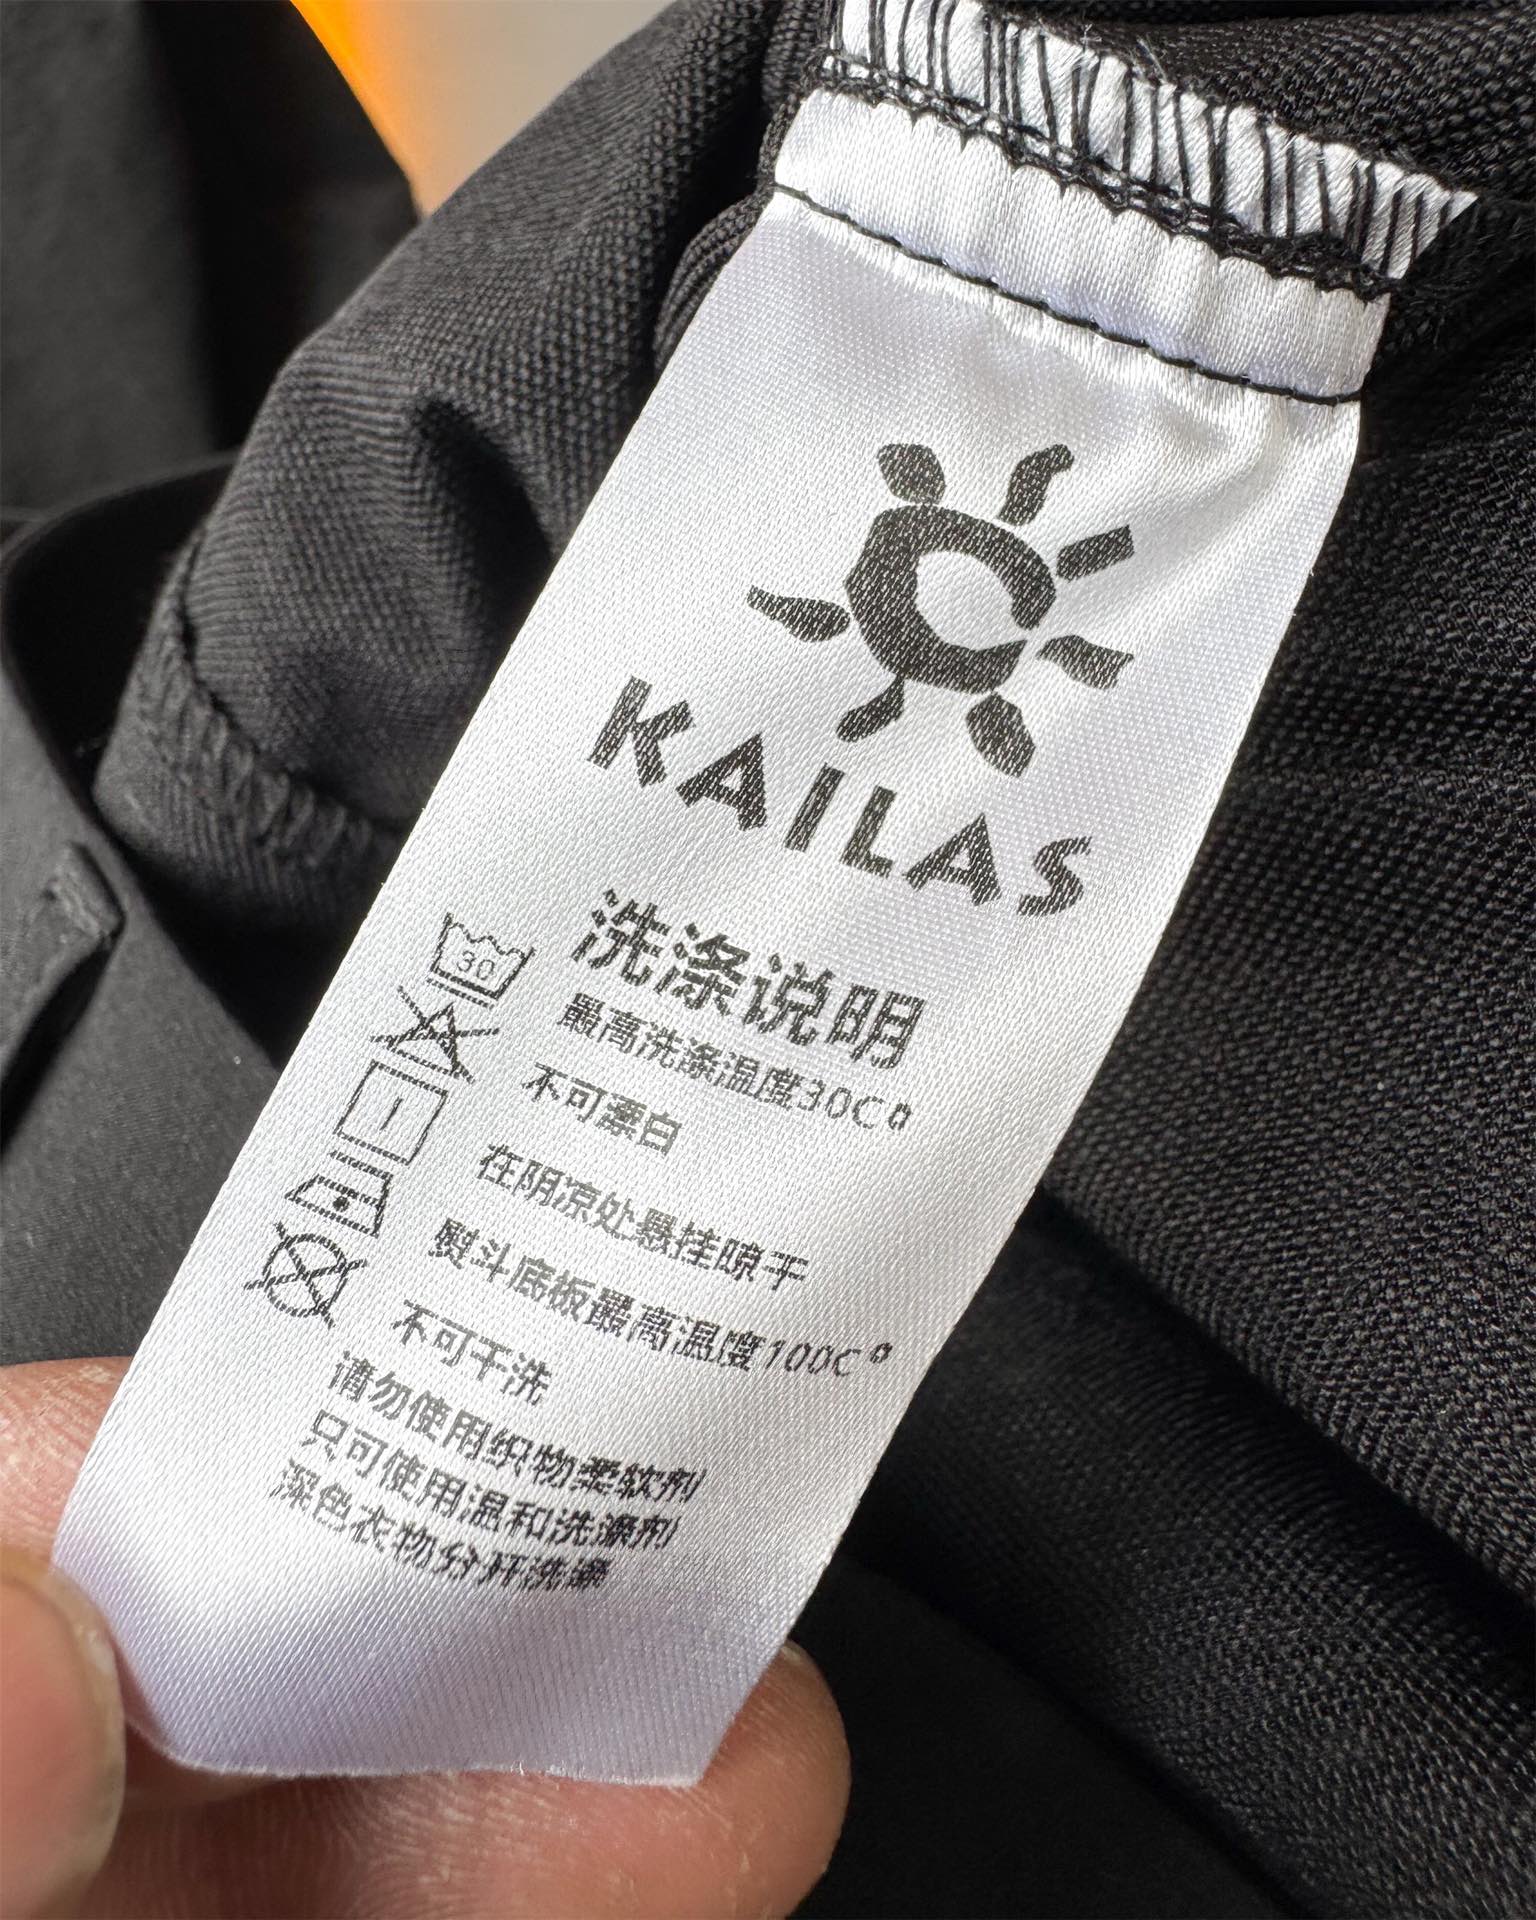 KAILAS
洗涤说明
30
最高洗涤温度30C°
不可漂白
在阴凉处悬挂晾干
熨斗底板最高温度100C°
不可干洗
请勿使用织物柔软剂
只可使用温和洗涤剂
深色衣物分开洗涤